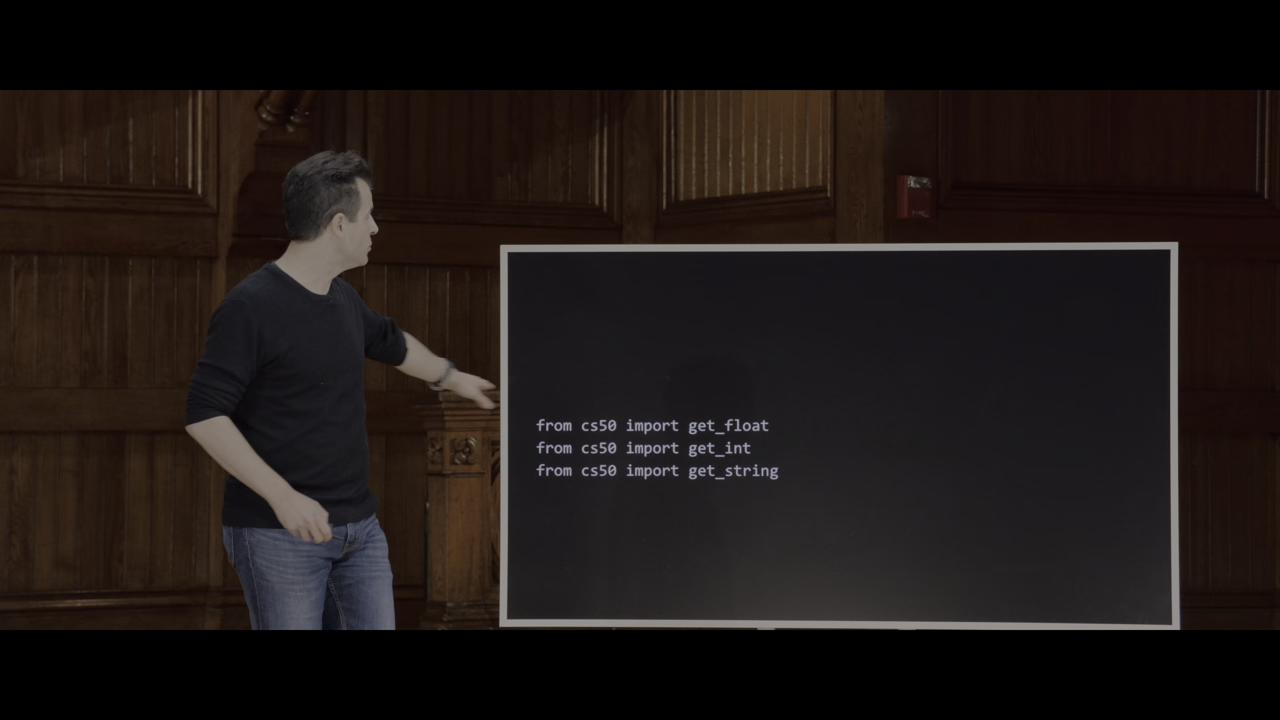 from cs50 import get_float
from cs50 import get_int
from cs50 import get_string